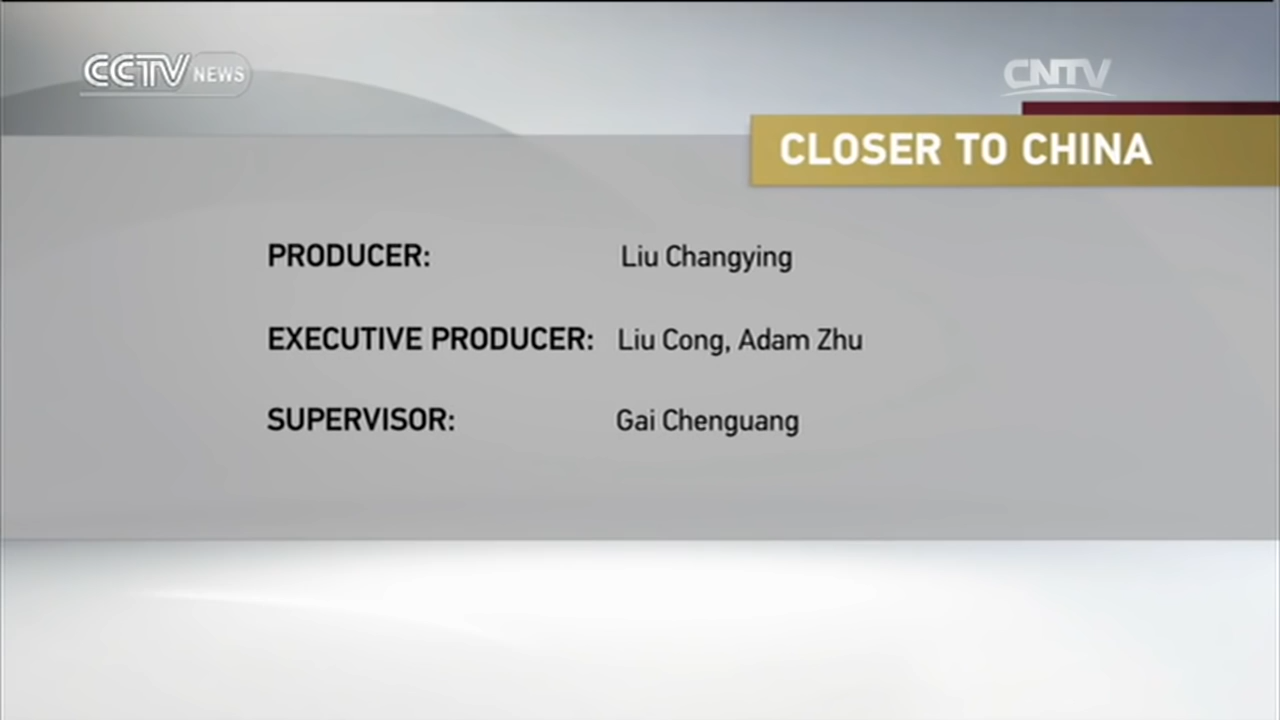 CCTV NEWS
CNTV
CLOSER TO CHINA
PRODUCER: Liu Changying
EXECUTIVE PRODUCER: Liu Cong, Adam Zhu
SUPERVISOR: Gai Chenguang